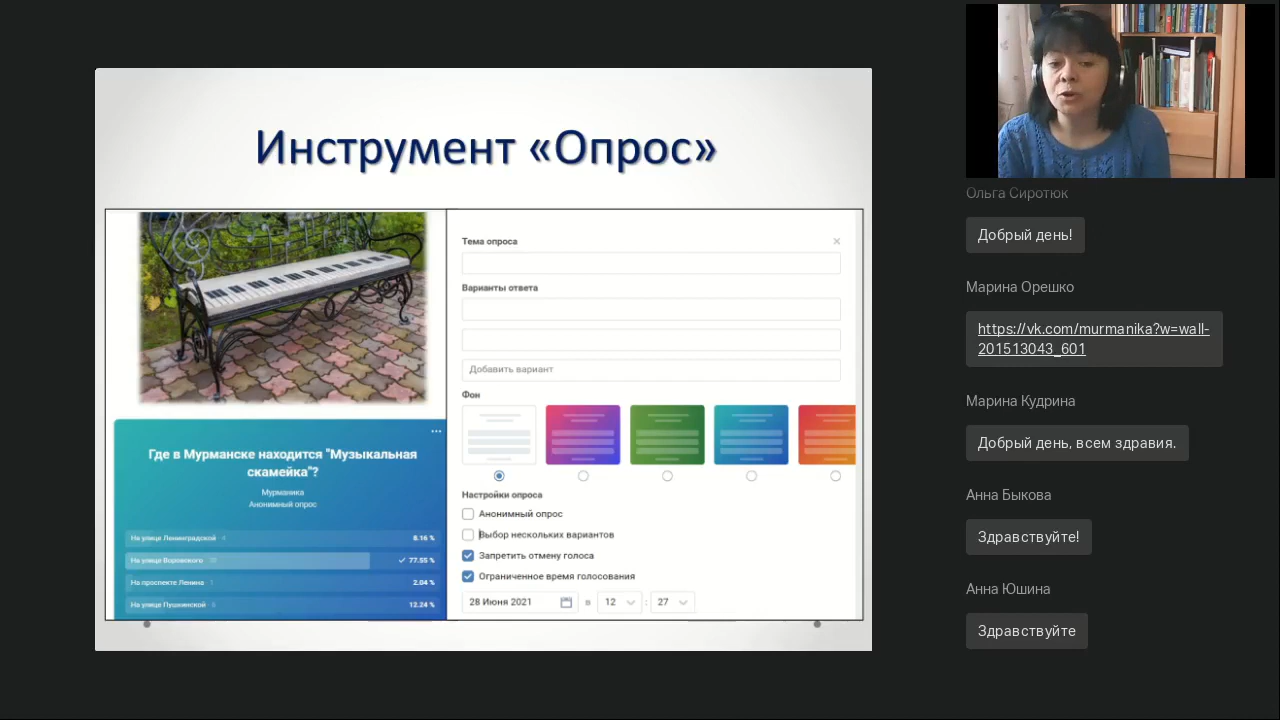 Инструмент «Опрос»
Где в Мурманске находится "Музыкальная
скамейка"?
Мурманика
Анонимный опрос
На улице Ленинградской · 4 8.16 %
На улице Воровского 77.55 %
На проспекте Ленина · 1 2.04 %
На улице Пушкинской · 6 12.24 %
Тема опроса
Варианты ответа
Добавить вариант
Фон
Настройки опроса
Анонимный опрос
Выбор нескольких вариантов
Запретить отмену голоса
Ограниченное время голосования
28 Июня 2021 в 12 : 27
Ольга Сиротюк
Добрый день!
Марина Орешко
https://vk.com/murmanika?w=wall-
201513043_601
Марина Кудрина
Добрый день, всем здравия.
Анна Быкова
Здравствуйте!
Анна Юшина
Здравствуйте